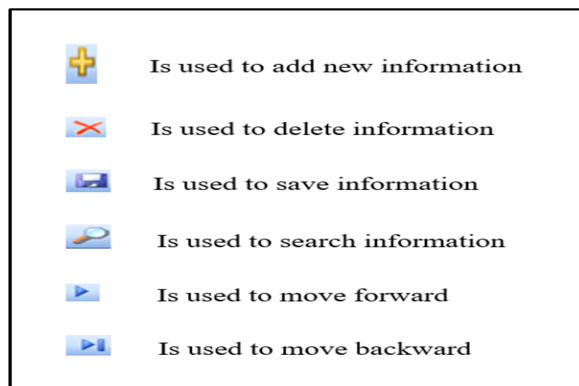 Is used to add new information
Is used to delete information
Is used to save information
Is used to search information
Is used to move forward
Is used to move backward